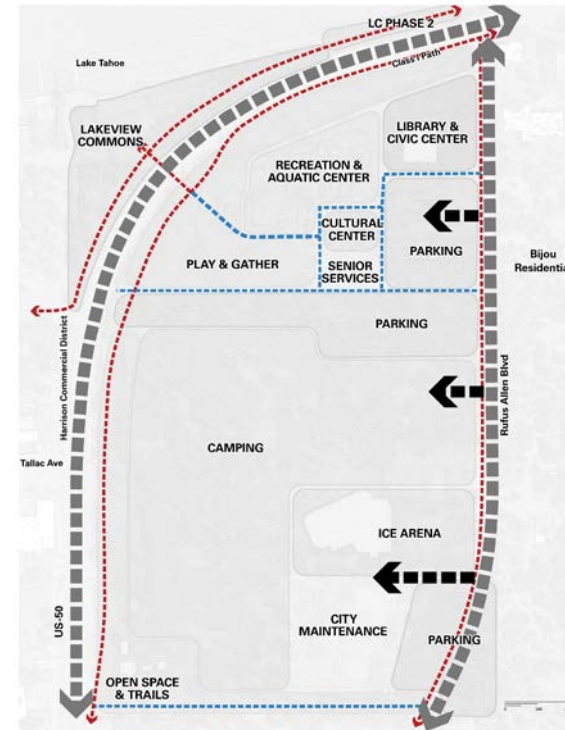 LC PHASE 2
Lake Tahoe
Class I Path
LAKEVIEW
COMMONS
LIBRARY &
CIVIC CENTER
RECREATION &
AQUATIC CENTER
CULTURAL
CENTER
PARKING
Bijou
Residential
PLAY & GATHER
SENIOR
SERVICES
PARKING
Harrison Commercial District
Rufus Allen Blvd
Tallac Ave
CAMPING
ICE ARENA
US-50
CITY
MAINTENANCE
PARKING
OPEN SPACE
& TRAILS